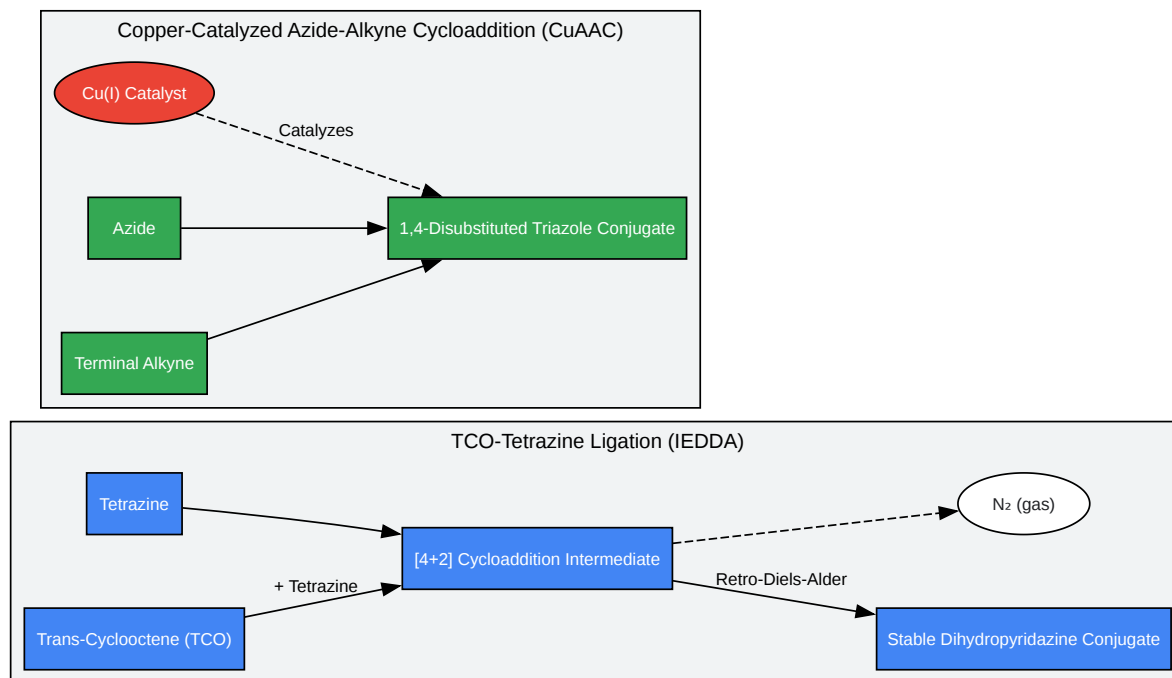 Copper-Catalyzed Azide-Alkyne Cycloaddition (CuAAC)
Cu(I) Catalyst
Catalyzes
Azide
1,4-Disubstituted Triazole Conjugate
Terminal Alkyne
TCO-Tetrazine Ligation (IEDDA)
Tetrazine
N₂ (gas)
[4+2] Cycloaddition Intermediate
+ Tetrazine
Retro-Diels-Alder
Trans-Cyclooctene (TCO)
Stable Dihydropyridazine Conjugate